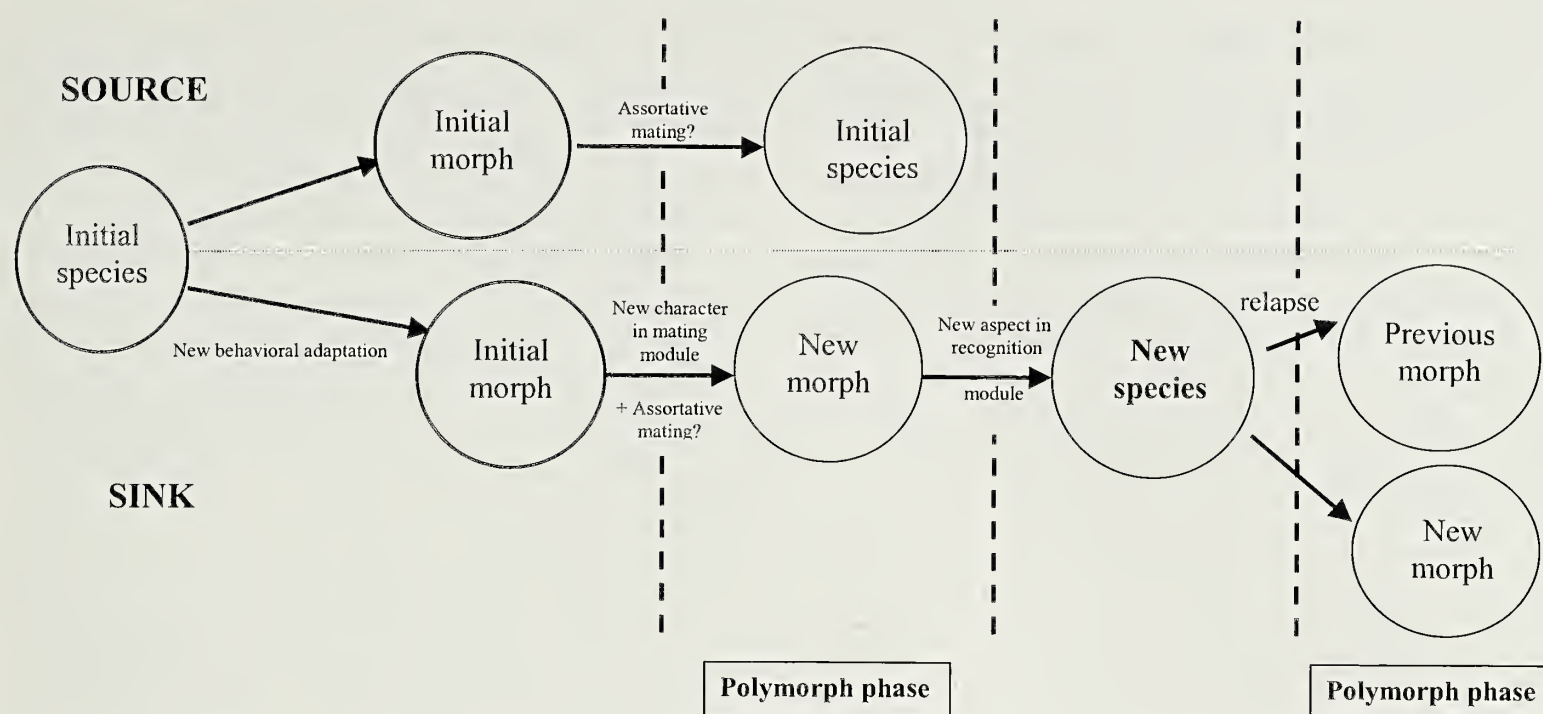 SOURCE
Initial
species
Initial
morph
Assortative
mating?
Initial
species
New behavioral adaptation
Initial
morph
New character
in mating
module
+ Assortative
mating?
New
morph
New aspect in
recognition
module
New
species
relapse
Previous
morph
New
morph
SINK
Polymorph phase
Polymorph phase